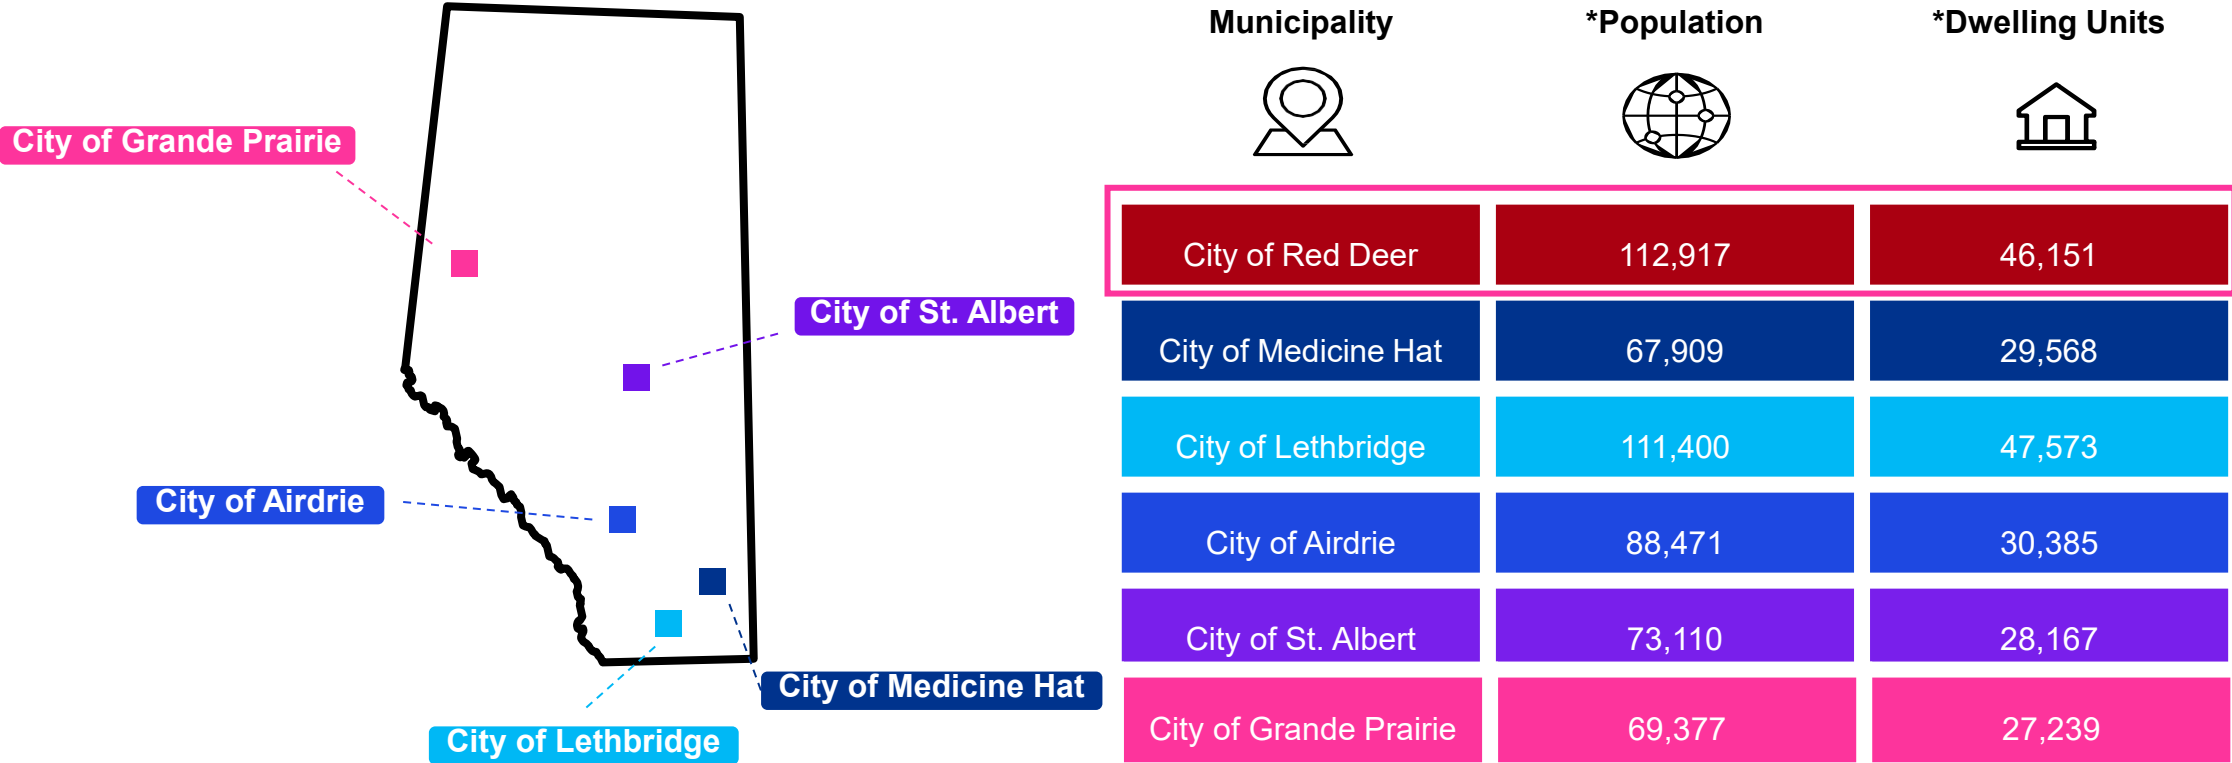 City of Grande Prairie
City of St. Albert
City of Airdrie
City of Medicine Hat
City of Lethbridge
Municipality *Population *Dwelling Units
City of Red Deer 112,917 46,151
City of Medicine Hat 67,909 29,568
City of Lethbridge 111,400 47,573
City of Airdrie 88,471 30,385
City of St. Albert 73,110 28,167
City of Grande Prairie 69,377 27,239